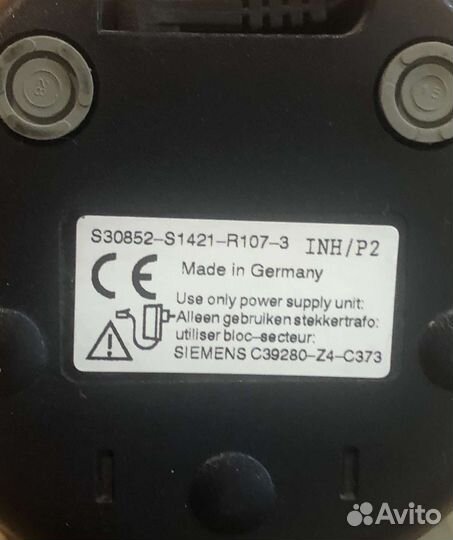 S30852-S1421-R107-3 INH/P2
CE
Made in Germany
Use only power supply unit:
Alleen gebruiken stekkertrafo:
utiliser bloc-secteur:
SIEMENS C39280-Z4-C373
Avito